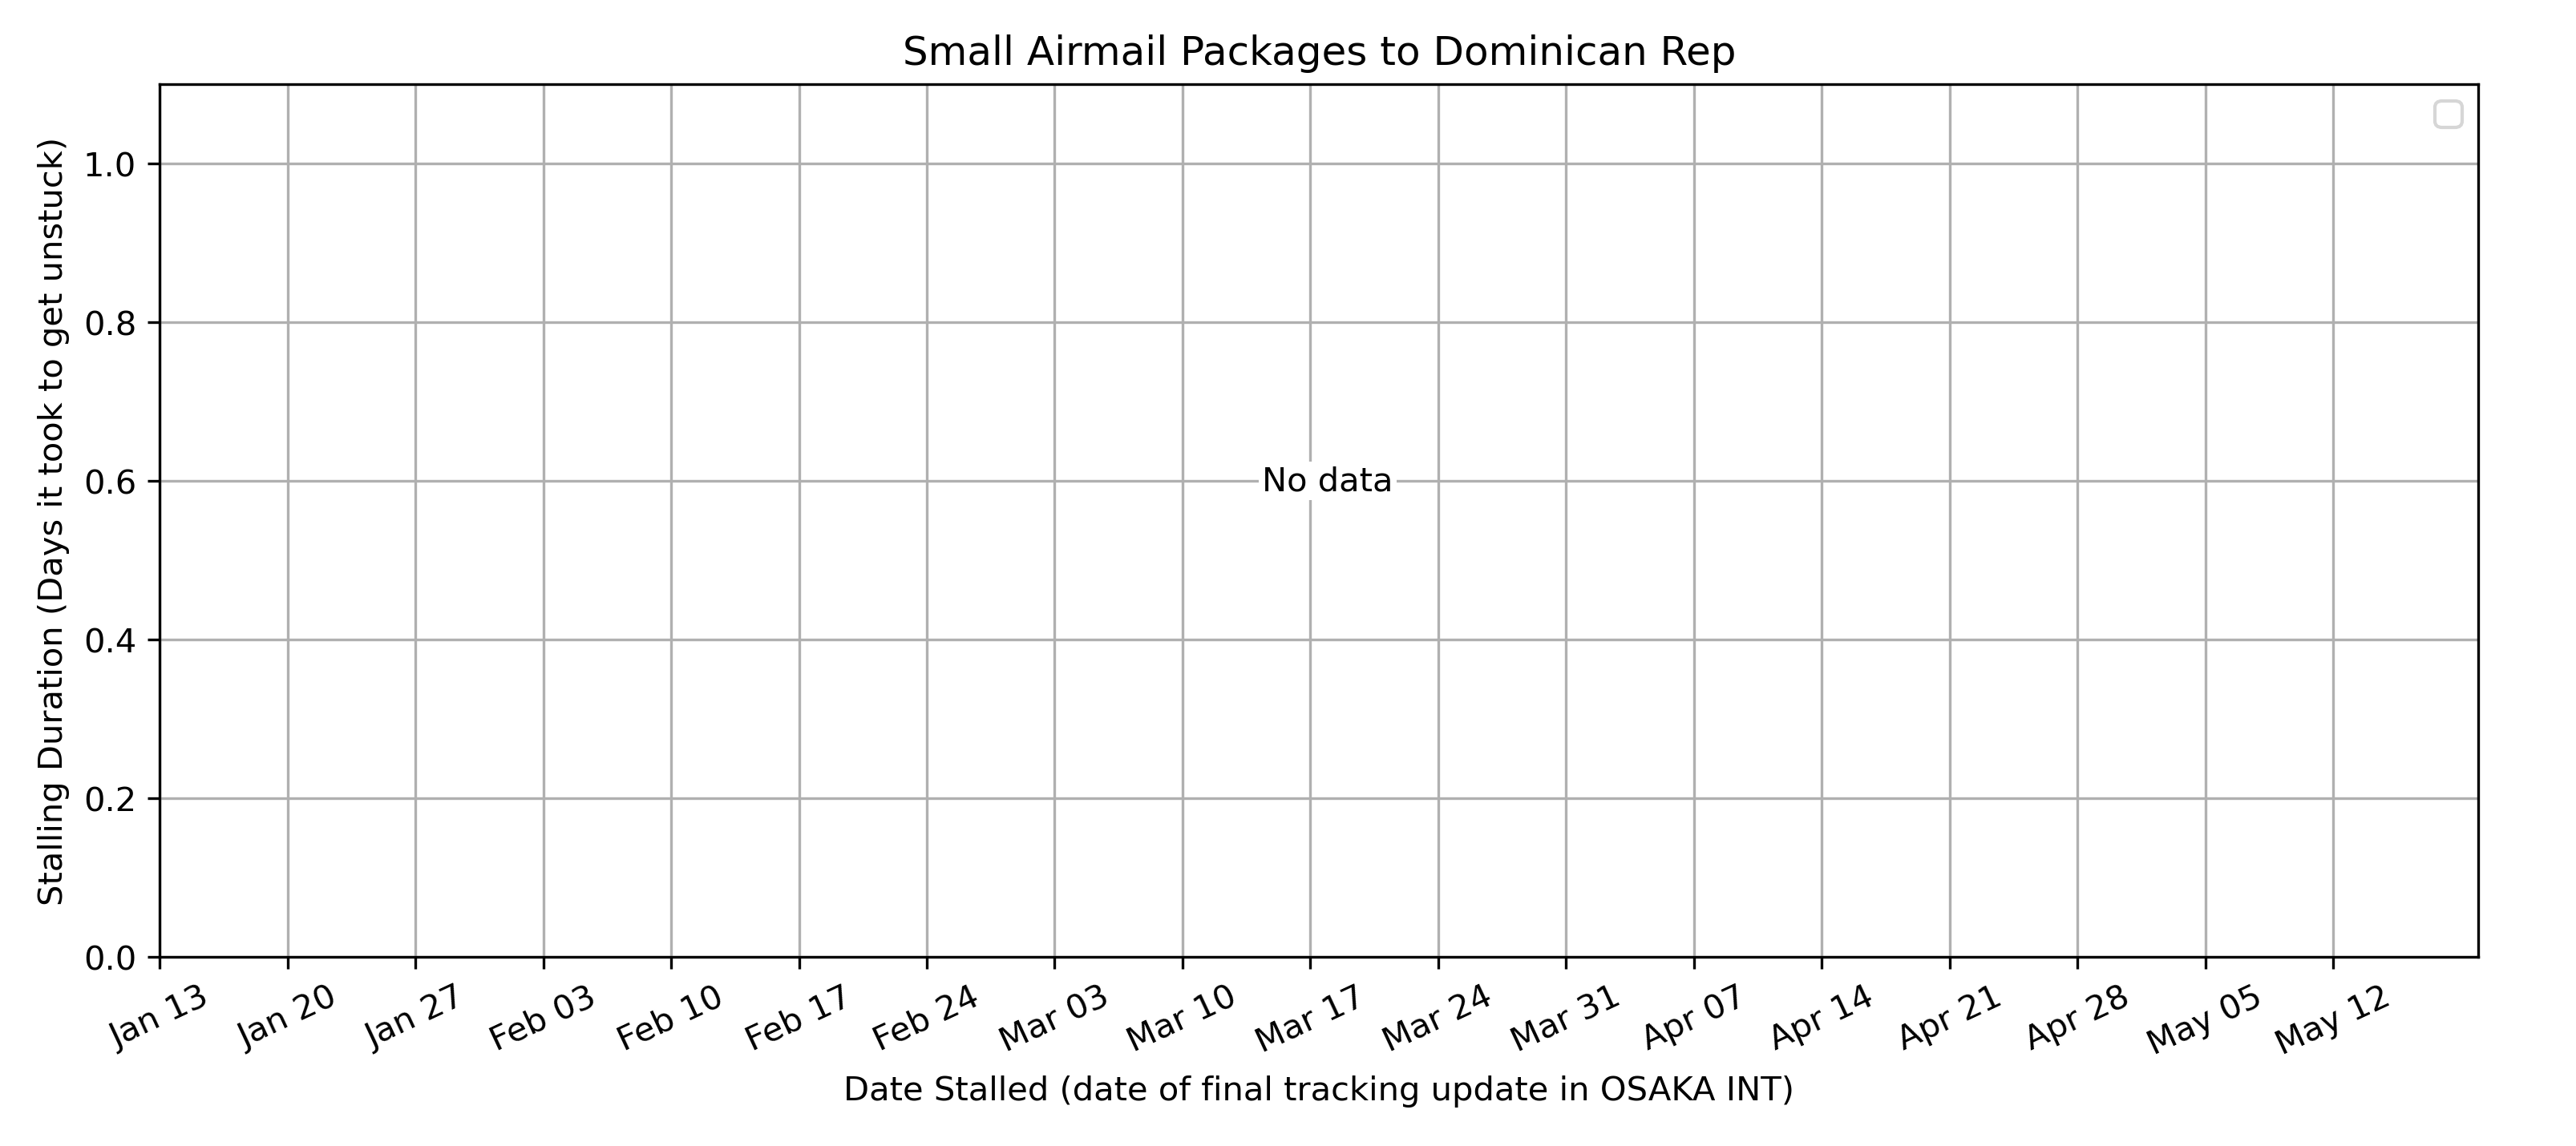 Small Airmail Packages to Dominican Rep
Stalling Duration (Days it took to get unstuck)
1.0
0.8
0.6
0.4
0.2
0.0
No data
Jan 13
Jan 20
Jan 27
Feb 03
Feb 10
Feb 17
Feb 24
Mar 03
Mar 10
Mar 17
Mar 24
Mar 31
Apr 07
Apr 14
Apr 21
Apr 28
May 05
May 12
Date Stalled (date of final tracking update in OSAKA INT)